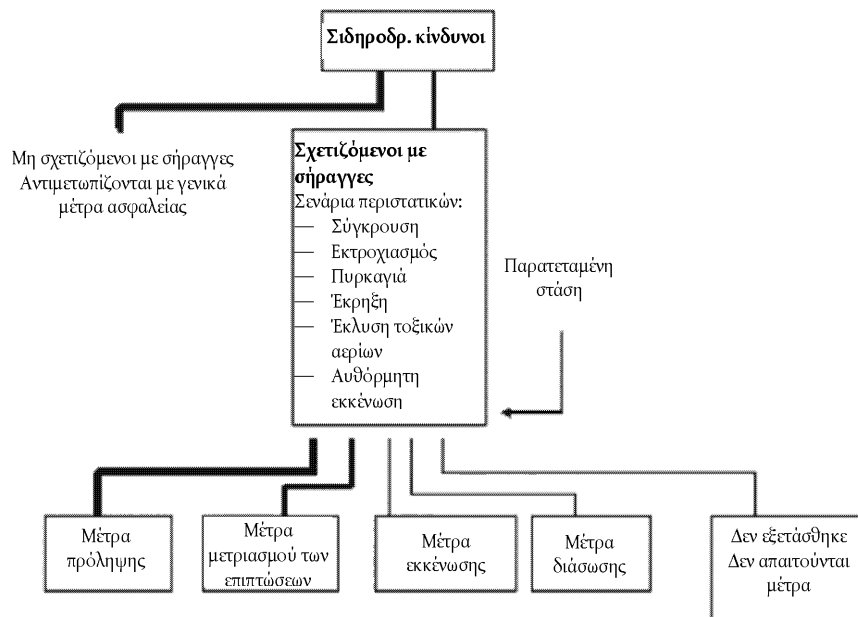 Σιδηροδρ. κίνδυνοι
Μη σχετιζόμενοι με σήραγγες
Αντιμετωπίζονται με γενικά
μέτρα ασφαλείας
Σχετιζόμενοι με
σήραγγες
Σενάρια περιστατικών:
— Σύγκρουση
— Εκτροχιασμός
— Πυρκαγιά
— Έκρηξη
— Έκλυση τοξικών
αερίων
— Αυθόρμητη
εκκένωση
Παρατεταμένη
στάση
Μέτρα
πρόληψης
Μέτρα
μετριασμού των
επιπτώσεων
Μέτρα
εκκένωσης
Μέτρα
διάσωσης
Δεν εξετάσθηκε
Δεν απαιτούνται
μέτρα